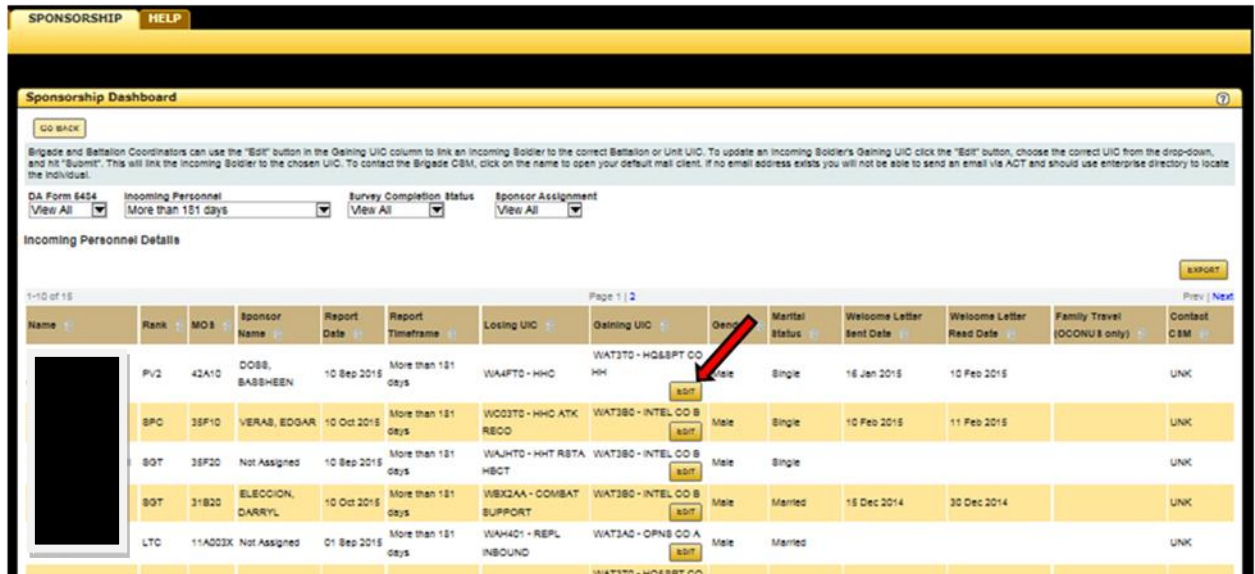 SPONSORSHIP HELP
Sponsorship Dashboard ?
GO BACK
Brigade and Battalion Coordinators can use the "Edit" button in the Gaining UIC column to link an Incoming Soldier to the correct Battalion or Unit UIC. To update an Incoming Soldier's Gaining UIC click the "Edit" button, choose the correct UIC from the drop-down,
and hit "Submit". This will link the Incoming Soldier to the chosen UIC. To contact the Brigade CSM, click on the name to open your default mail client. If no email address exists you will not be able to send an email via ACT and should use enterprise directory to locate
the individual.
DA Form 5434 Incoming Personnel Survey Completion Status Sponsor Assignment
View All More than 181 days View All View All
Incoming Personnel Details
EXPORT
1-10 of 15 Page 1 | 2 Prev | Next
Name Rank MOS Sponsor Name Report Date Report Timeframe Losing UIC Gaining UIC Marital Status Welcome Letter Sent Date Welcome Letter Read Date Family Travel (OCONUS only) Contact CSM
PV2 42A10 DOSS, BASSHEEN 10 Sep 2015 More than 181 days WA4FT0 - HHC WAT3T0 - HQ&SPT CO HH EDIT Male Single 16 Jan 2015 10 Feb 2015 UNK
SPC 35F10 VERAS, EDGAR 10 Oct 2015 More than 181 days WC03T0 - HHC ATK RECO WAT3B0 - INTEL CO B EDIT Male Single 10 Feb 2015 11 Feb 2015 UNK
SGT 35F20 Not Assigned 10 Sep 2015 More than 181 days WAJHT0 - HHT RSTA HBCT WAT3B0 - INTEL CO B EDIT Male Single UNK
SGT 31B20 ELECCION, DARRYL 10 Oct 2015 More than 181 days WBX2AA - COMBAT SUPPORT WAT3B0 - INTEL CO B EDIT Male Married 15 Dec 2014 30 Dec 2014 UNK
LTC 11A003X Not Assigned 01 Sep 2015 More than 181 days WAH401 - REPL INBOUND WAT3A0 - OPNS CO A EDIT Male Married UNK